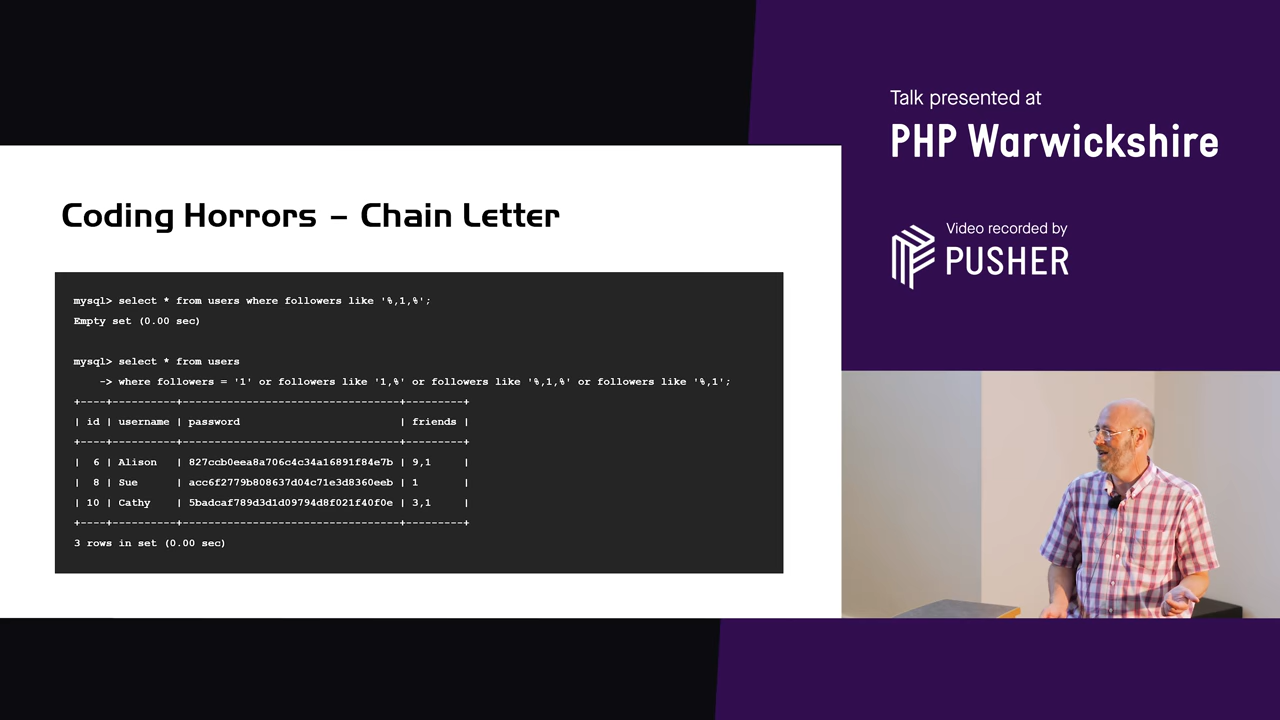 Talk presented at
PHP Warwickshire
Video recorded by
PUSHER
Coding Horrors – Chain Letter
mysql> select * from users where followers like '%,1,%';
Empty set (0.00 sec)
mysql> select * from users
-> where followers = '1' or followers like '1,%' or followers like '%,1,%' or followers like '%,1';
+----+----------+----------------------------------+---------+
| id | username | password | friends |
+----+----------+----------------------------------+---------+
| 6 | Alison | 827ccb0eea8a706c4c34a16891f84e7b | 9,1 |
| 8 | Sue | acc6f2779b808637d04c71e3d8360eeb | 1 |
| 10 | Cathy | 5badcaf789d3d1d09794d8f021f40f0e | 3,1 |
+----+----------+----------------------------------+---------+
3 rows in set (0.00 sec)